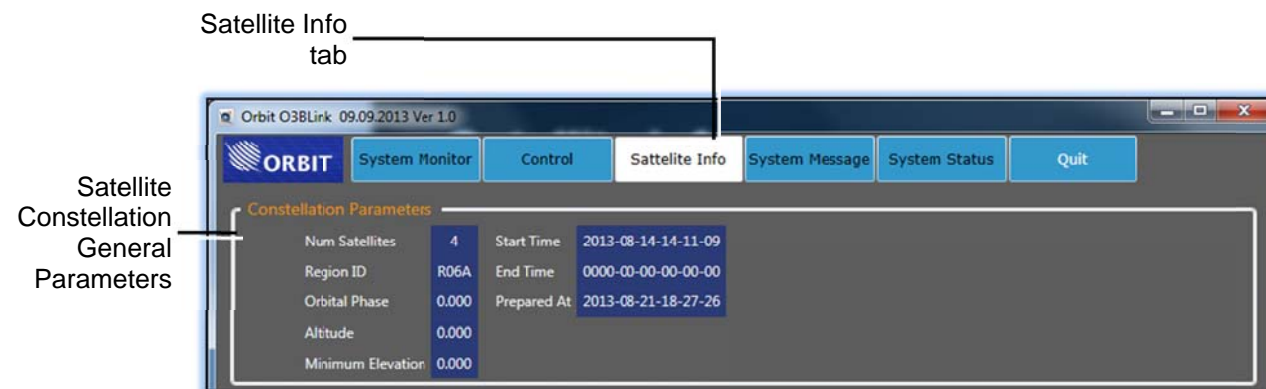 Satellite Info
tab
Orbit O3BLink 09.09.2013 Ver 1.0
ORBIT
System Monitor
Control
Sattelite Info
System Message
System Status
Quit
Satellite
Constellation
General
Parameters
Constellation Parameters
Num Satellites 4 Start Time 2013-08-14-14-11-09
Region ID R06A End Time 0000-00-00-00-00-00
Orbital Phase 0.000 Prepared At 2013-08-21-18-27-26
Altitude 0.000
Minimum Elevation 0.000